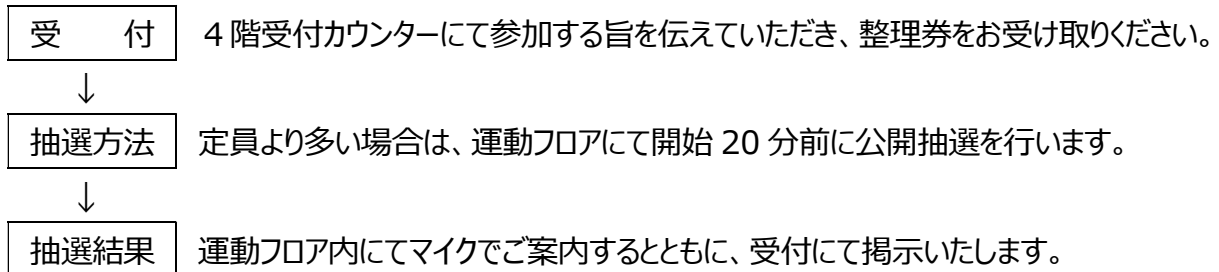 受　　付　4階受付カウンターにて参加する旨を伝えていただき、整理券をお受け取りください。
↓
抽選方法　定員より多い場合は、運動フロアにて開始 20 分前に公開抽選を行います。
↓
抽選結果　運動フロア内にてマイクでご案内するとともに、受付にて掲示いたします。